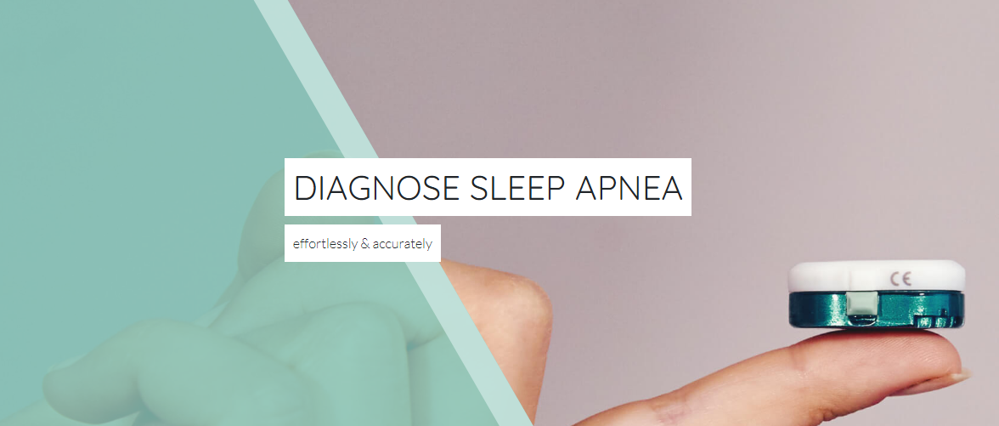 DIAGNOSE SLEEP APNEA
effortlessly & accurately
CE